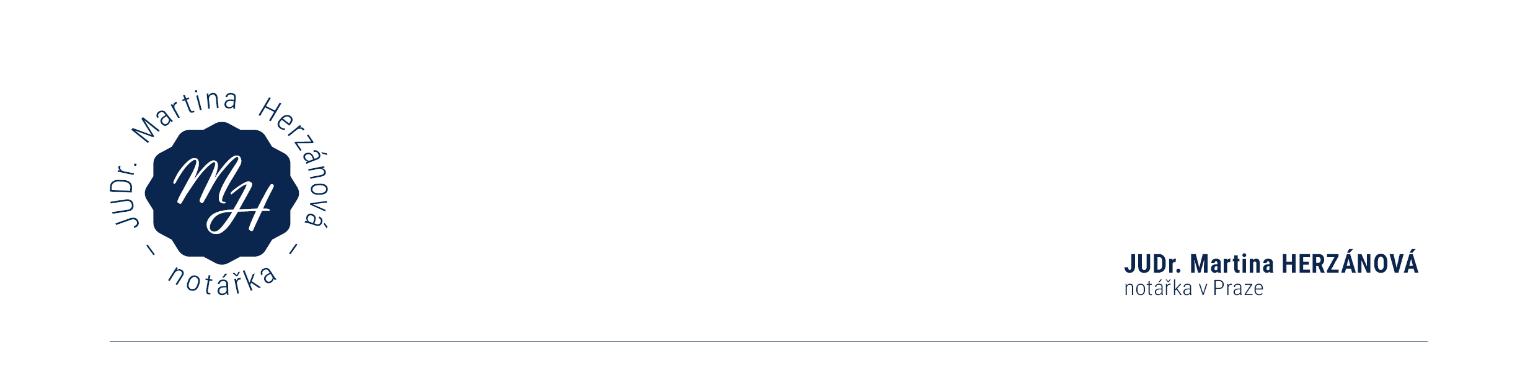 JUDr. Martina Herzánová
– notářka –
MH
JUDr. Martina HERZÁNOVÁ
notářka v Praze